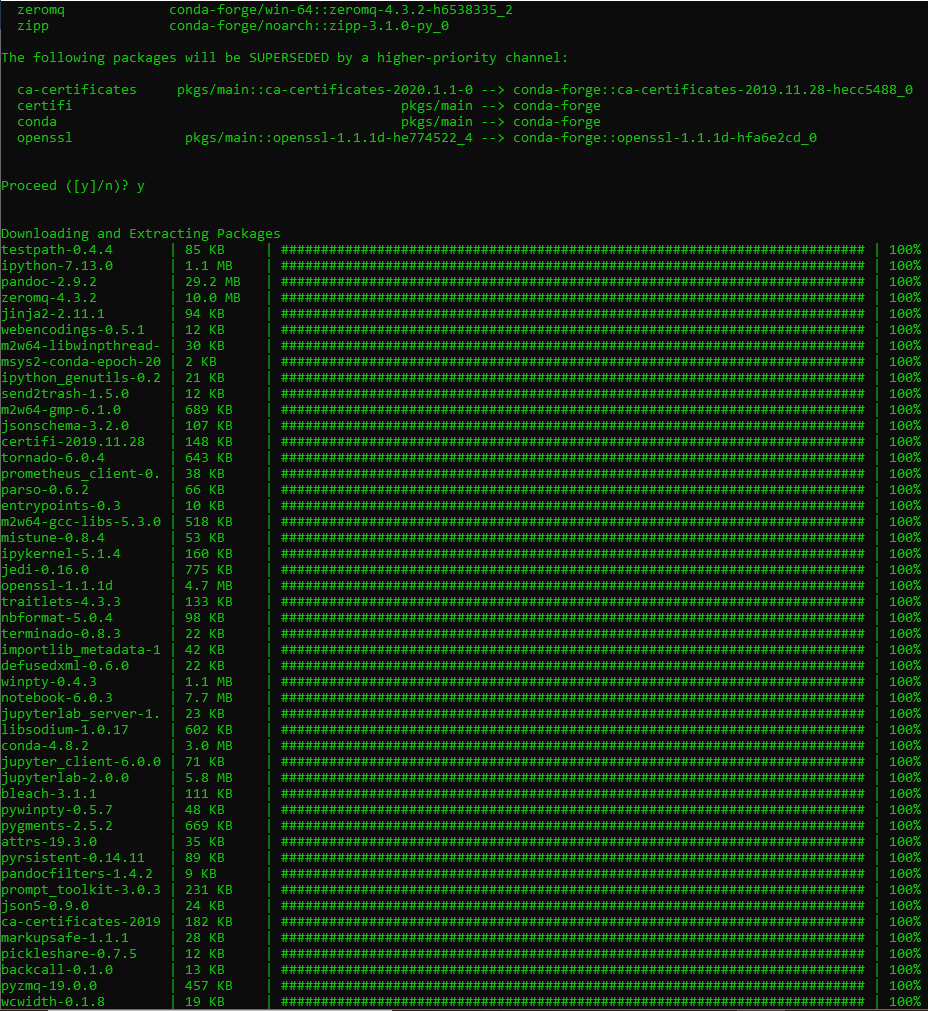 zeromq conda-forge/win-64::zeromq-4.3.2-h6538335_2
zipp conda-forge/noarch::zipp-3.1.0-py_0
The following packages will be SUPERSEDED by a higher-priority channel:
ca-certificates pkgs/main::ca-certificates-2020.1.1-0 --> conda-forge::ca-certificates-2019.11.28-hecc5488_0
certifi pkgs/main --> conda-forge
conda pkgs/main --> conda-forge
openssl pkgs/main::openssl-1.1.1d-he774522_4 --> conda-forge::openssl-1.1.1d-hfa6e2cd_0
Proceed ([y]/n)? y
Downloading and Extracting Packages
testpath-0.4.4 | 85 KB | ######################################################################### | 100%
ipython-7.13.0 | 1.1 MB | ######################################################################### | 100%
pandoc-2.9.2 | 29.2 MB | ######################################################################### | 100%
zeromq-4.3.2 | 10.0 MB | ######################################################################### | 100%
jinja2-2.11.1 | 94 KB | ######################################################################### | 100%
webencodings-0.5.1 | 12 KB | ######################################################################### | 100%
m2w64-libwinpthread- | 30 KB | ######################################################################### | 100%
msys2-conda-epoch-20 | 2 KB | ######################################################################### | 100%
ipython_genutils-0.2 | 21 KB | ######################################################################### | 100%
send2trash-1.5.0 | 12 KB | ######################################################################### | 100%
m2w64-gmp-6.1.0 | 689 KB | ######################################################################### | 100%
jsonschema-3.2.0 | 107 KB | ######################################################################### | 100%
certifi-2019.11.28 | 148 KB | ######################################################################### | 100%
tornado-6.0.4 | 643 KB | ######################################################################### | 100%
prometheus_client-0. | 38 KB | ######################################################################### | 100%
parso-0.6.2 | 66 KB | ######################################################################### | 100%
entrypoints-0.3 | 10 KB | ######################################################################### | 100%
m2w64-gcc-libs-5.3.0 | 518 KB | ######################################################################### | 100%
mistune-0.8.4 | 53 KB | ######################################################################### | 100%
ipykernel-5.1.4 | 160 KB | ######################################################################### | 100%
jedi-0.16.0 | 775 KB | ######################################################################### | 100%
openssl-1.1.1d | 4.7 MB | ######################################################################### | 100%
traitlets-4.3.3 | 133 KB | ######################################################################### | 100%
nbformat-5.0.4 | 98 KB | ######################################################################### | 100%
terminado-0.8.3 | 22 KB | ######################################################################### | 100%
importlib_metadata-1 | 42 KB | ######################################################################### | 100%
defusedxml-0.6.0 | 22 KB | ######################################################################### | 100%
winpty-0.4.3 | 1.1 MB | ######################################################################### | 100%
notebook-6.0.3 | 7.7 MB | ######################################################################### | 100%
jupyterlab_server-1. | 23 KB | ######################################################################### | 100%
libsodium-1.0.17 | 602 KB | ######################################################################### | 100%
conda-4.8.2 | 3.0 MB | ######################################################################### | 100%
jupyter_client-6.0.0 | 71 KB | ######################################################################### | 100%
jupyterlab-2.0.0 | 5.8 MB | ######################################################################### | 100%
bleach-3.1.1 | 111 KB | ######################################################################### | 100%
pywinpty-0.5.7 | 48 KB | ######################################################################### | 100%
pygments-2.5.2 | 669 KB | ######################################################################### | 100%
attrs-19.3.0 | 35 KB | ######################################################################### | 100%
pyrsistent-0.14.11 | 89 KB | ######################################################################### | 100%
pandocfilters-1.4.2 | 9 KB | ######################################################################### | 100%
prompt_toolkit-3.0.3 | 231 KB | ######################################################################### | 100%
json5-0.9.0 | 24 KB | ######################################################################### | 100%
ca-certificates-2019 | 182 KB | ######################################################################### | 100%
markupsafe-1.1.1 | 28 KB | ######################################################################### | 100%
pickleshare-0.7.5 | 12 KB | ######################################################################### | 100%
backcall-0.1.0 | 13 KB | ######################################################################### | 100%
pyzmq-19.0.0 | 457 KB | ######################################################################### | 100%
wcwidth-0.1.8 | 19 KB | ######################################################################### | 100%